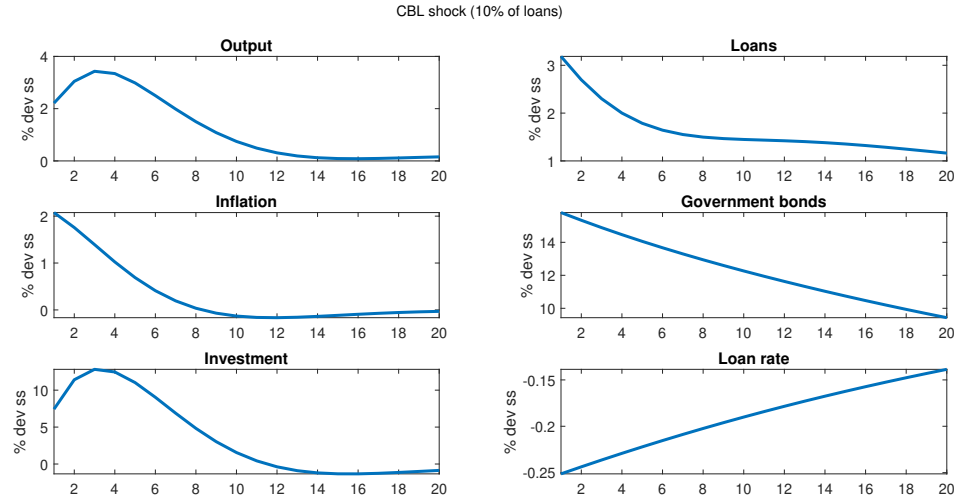 CBL shock (10% of loans)
Output
% dev ss
4
2
0
2 4 6 8 10 12 14 16 18 20
Loans
% dev ss
3
2
1
2 4 6 8 10 12 14 16 18 20
Inflation
% dev ss
2
1
0
2 4 6 8 10 12 14 16 18 20
Government bonds
% dev ss
14
12
10
2 4 6 8 10 12 14 16 18 20
Investment
% dev ss
10
5
0
2 4 6 8 10 12 14 16 18 20
Loan rate
% dev ss
-0.15
-0.2
-0.25
2 4 6 8 10 12 14 16 18 20